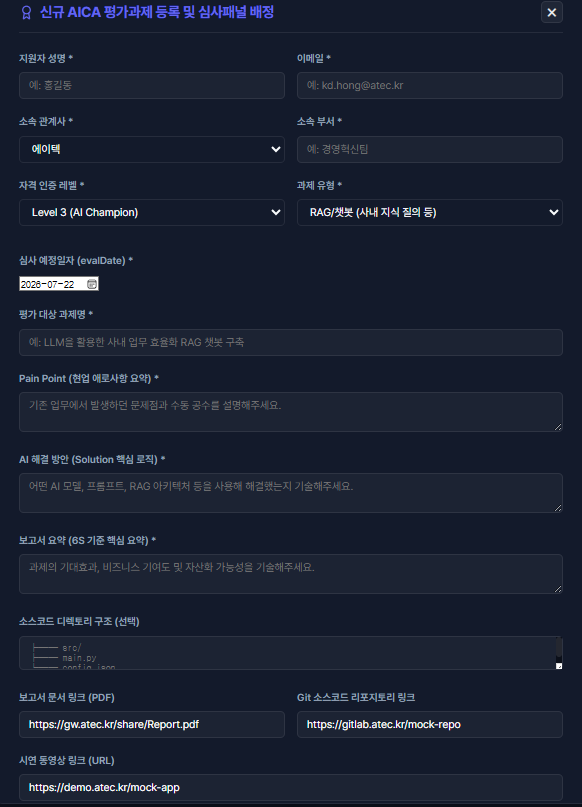 신규 AICA 평가과제 등록 및 심사패널 배정
지원자 성명 *
이메일 *
예: 홍길동
예: kd.hong@atec.kr
소속 관계사 *
소속 부서 *
에이텍
예: 경영혁신팀
자격 인증 레벨 *
과제 유형 *
Level 3 (AI Champion)
RAG/챗봇 (사내 지식 질의 등)
심사 예정일자 (evalDate) *
2026-07-22
평가 대상 과제명 *
예: LLM을 활용한 사내 업무 효율화 RAG 챗봇 구축
Pain Point (현업 애로사항 요약) *
기존 업무에서 발생하던 문제점과 수동 공수를 설명해주세요.
AI 해결 방안 (Solution 핵심 로직) *
어떤 AI 모델, 프롬프트, RAG 아키텍처 등을 사용해 해결했는지 기술해주세요.
보고서 요약 (6S 기준 핵심 요약) *
과제의 기대효과, 비즈니스 기여도 및 자산화 가능성을 기술해주세요.
소스코드 디렉토리 구조 (선택)
├── src/
├── main.py
└── config.json
보고서 문서 링크 (PDF)
Git 소스코드 리포지토리 링크
https://gw.atec.kr/share/Report.pdf
https://gitlab.atec.kr/mock-repo
시연 동영상 링크 (URL)
https://demo.atec.kr/mock-app